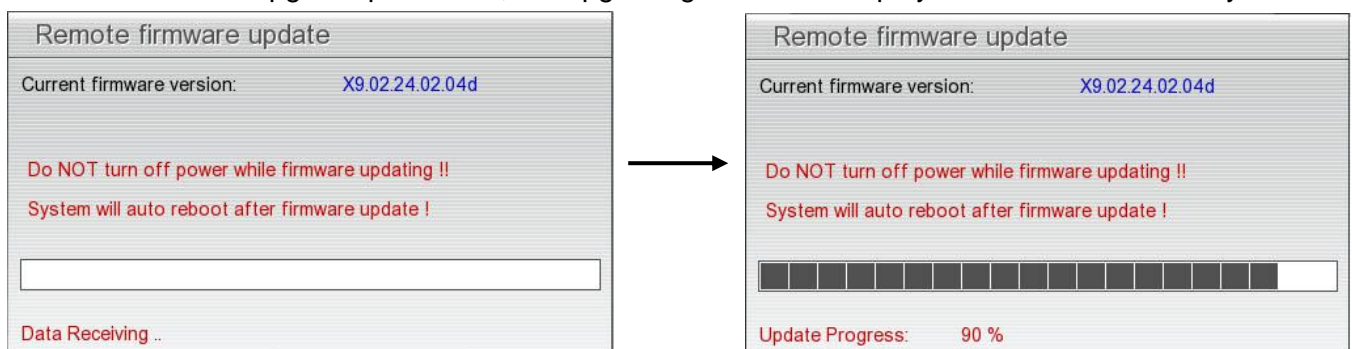 Remote firmware update
Current firmware version: X9.02.24.02.04d
Do NOT turn off power while firmware updating !!
System will auto reboot after firmware update !
Data Receiving ..
Remote firmware update
Current firmware version: X9.02.24.02.04d
Do NOT turn off power while firmware updating !!
System will auto reboot after firmware update !
Update Progress: 90 %